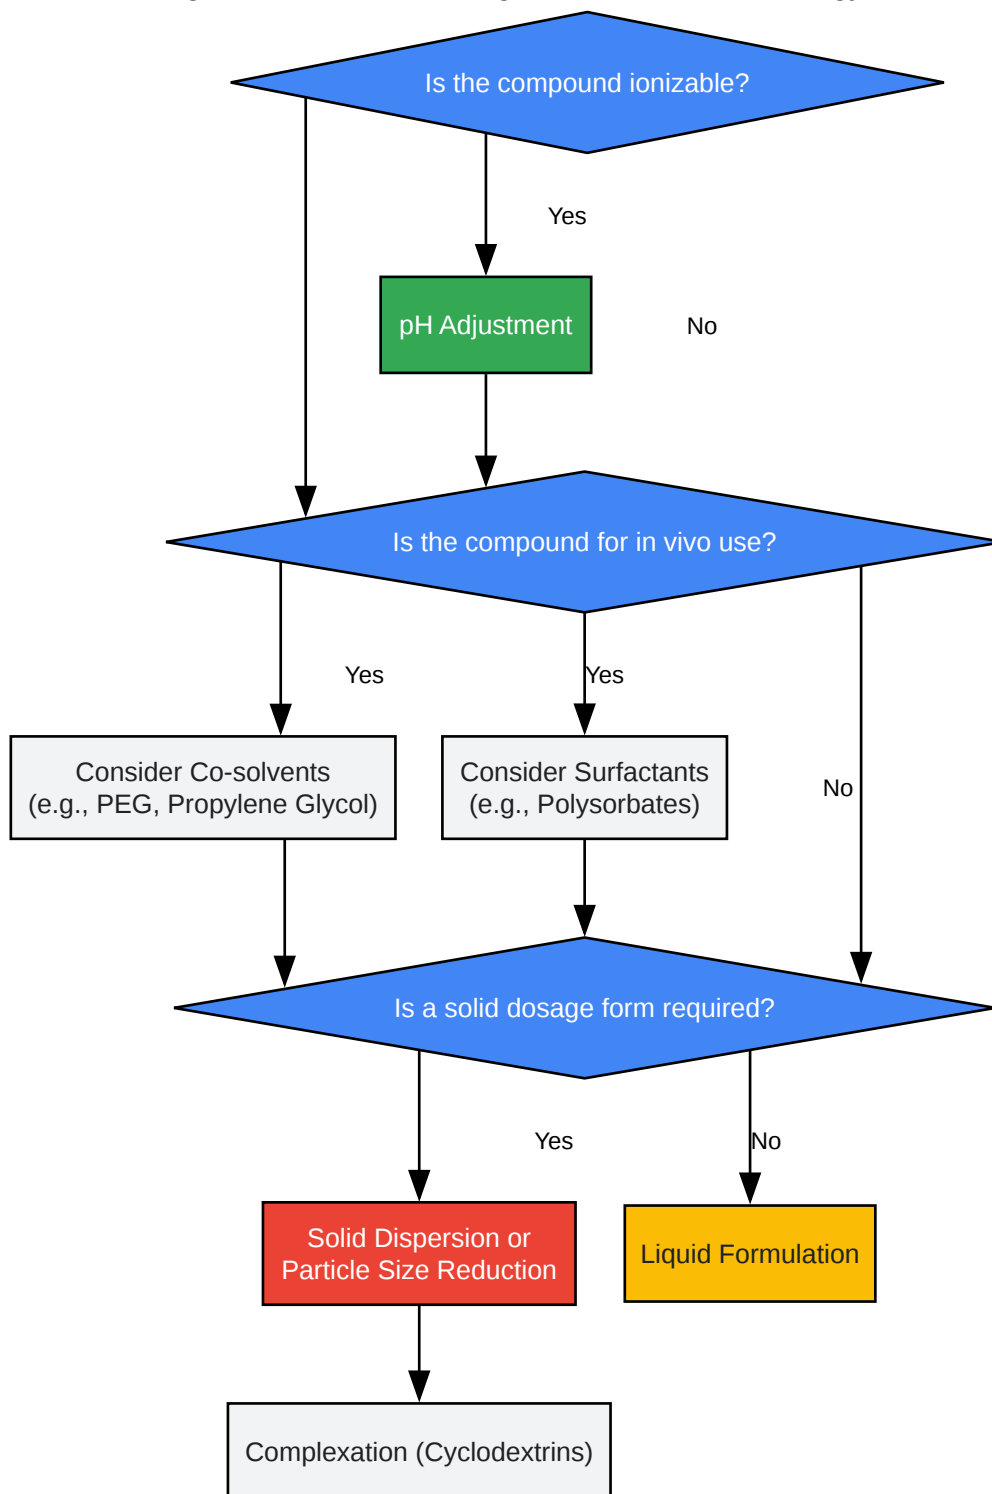 Is the compound ionizable?
Yes
pH Adjustment
No
Is the compound for in vivo use?
Yes
Yes
Consider Co-solvents
(e.g., PEG, Propylene Glycol)
Consider Surfactants
(e.g., Polysorbates)
No
Is a solid dosage form required?
Yes
No
Solid Dispersion or
Particle Size Reduction
Liquid Formulation
Complexation (Cyclodextrins)